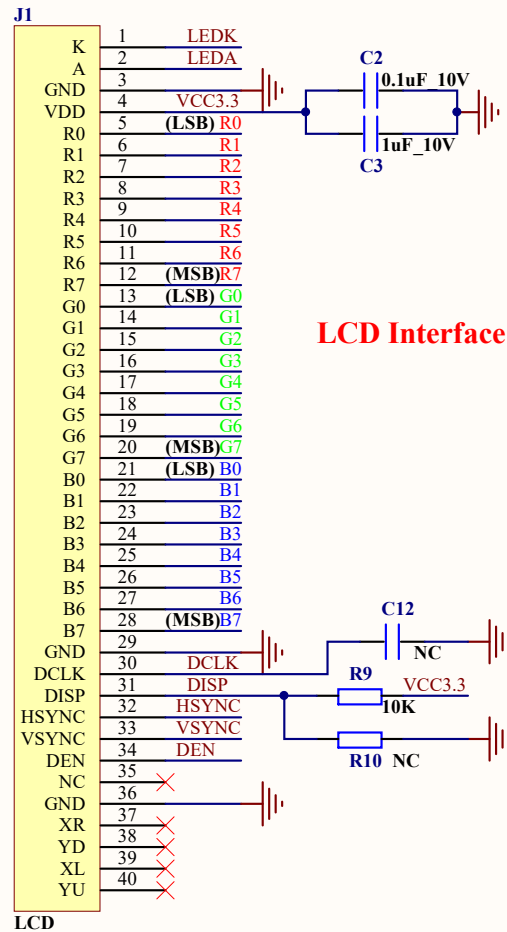 J1
K 1 LEDK
A 2 LEDA
GND 3
VDD 4 VCC3.3
R0 5 (LSB) R0
R1 6 R1
R2 7 R2
R3 8 R3
R4 9 R4
R5 10 R5
R6 11 R6
R7 12 (MSB) R7
G0 13 (LSB) G0
G1 14 G1
G2 15 G2
G3 16 G3
G4 17 G4
G5 18 G5
G6 19 G6
G7 20 (MSB) G7
B0 21 (LSB) B0
B1 22 B1
B2 23 B2
B3 24 B3
B4 25 B4
B5 26 B5
B6 27 B6
B7 28 (MSB) B7
GND 29
DCLK 30 DCLK
DISP 31 DISP
HSYNC 32 HSYNC
VSYNC 33 VSYNC
DEN 34 DEN
NC 35
GND 36
XR 37
YD 38
XL 39
YU 40
LCD
C2
0.1uF_10V
1uF_10V
C3
LCD Interface
C12
NC
R9 VCC3.3
10K
R10 NC